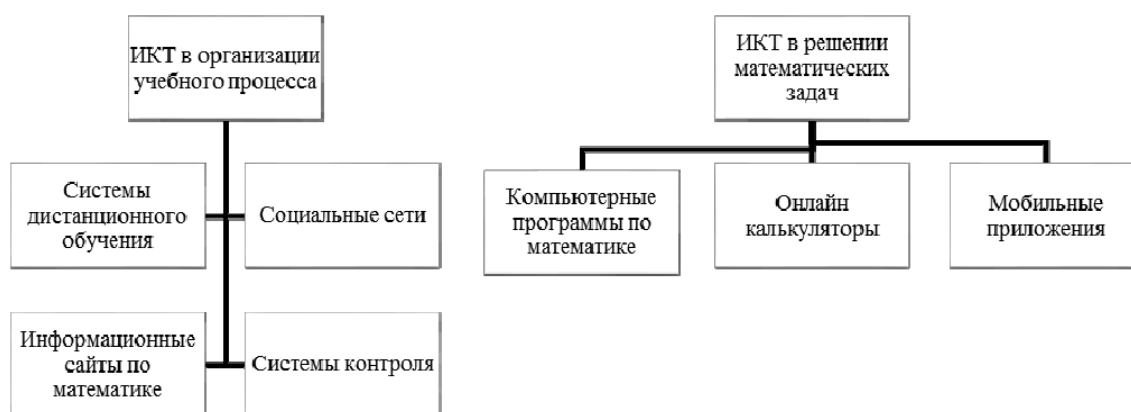 ИКТ в организации
учебного процесса
Системы
дистанционного
обучения
Социальные сети
Информационные
сайты по
математике
Системы контроля
ИКТ в решении
математических
задач
Компьютерные
программы по
математике
Онлайн
калькуляторы
Мобильные
приложения